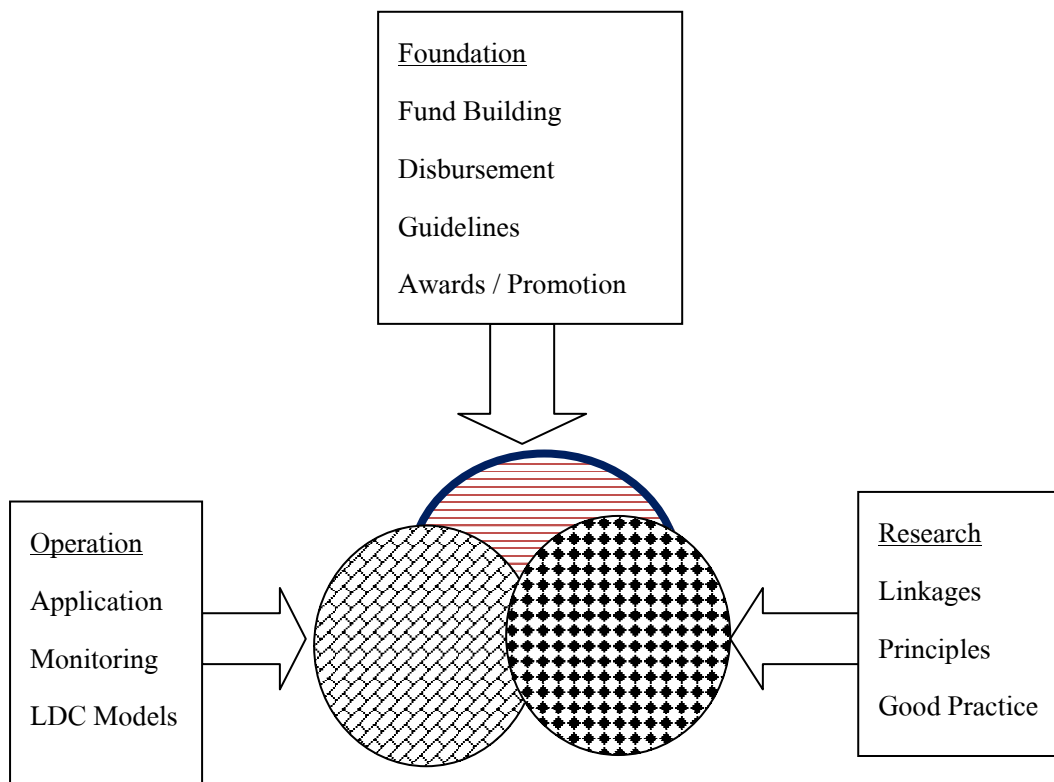 Foundation
Fund Building
Disbursement
Guidelines
Awards / Promotion
Operation
Application
Monitoring
LDC Models
Research
Linkages
Principles
Good Practice